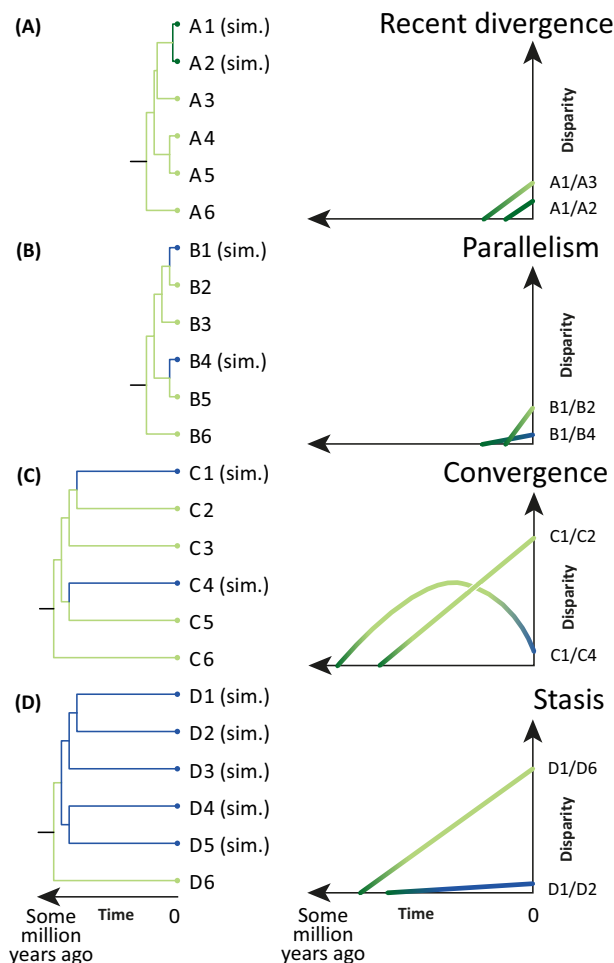 (A)
A1 (sim.)
A2 (sim.)
A3
A4
A5
A6
Recent divergence
Disparity
A1/A3
A1/A2
(B)
B1 (sim.)
B2
B3
B4 (sim.)
B5
B6
Parallelism
Disparity
B1/B2
B1/B4
(C)
C1 (sim.)
C2
C3
C4 (sim.)
C5
C6
Convergence
Disparity
C1/C2
C1/C4
(D)
D1 (sim.)
D2 (sim.)
D3 (sim.)
D4 (sim.)
D5 (sim.)
D6
Stasis
Disparity
D1/D6
D1/D2
Some
million
years ago
Time
0
Some
million
years ago
Time
0